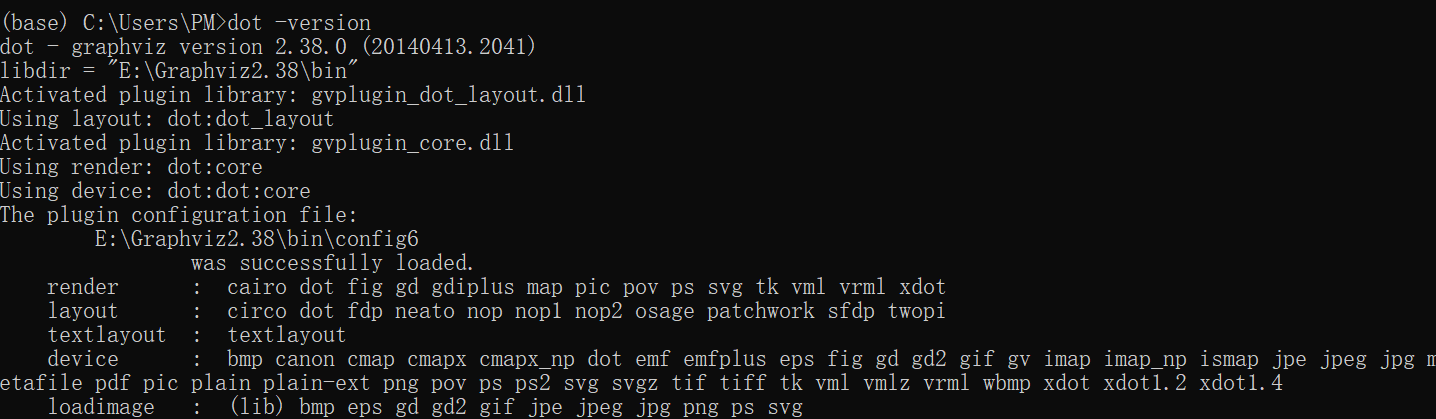 (base) C:\Users\PM>dot -version
dot - graphviz version 2.38.0 (20140413.2041)
libdir = "E:\Graphviz2.38\bin"
Activated plugin library: gvplugin_dot_layout.dll
Using layout: dot:dot_layout
Activated plugin library: gvplugin_core.dll
Using render: dot:core
Using device: dot:dot:core
The plugin configuration file:
        E:\Graphviz2.38\bin\config6
                was successfully loaded.
    render      :  cairo dot fig gd gdiplus map pic pov ps svg tk vml vrml xdot
    layout      :  circo dot fdp neato nop nop1 nop2 osage patchwork sfdp twopi
    textlayout  :  textlayout
    device      :  bmp canon cmap cmapx cmapx_np dot emf emfplus eps fig gd gd2 gif gv imap imap_np ismap jpe jpeg jpg m
etafile pdf pic plain plain-ext png pov ps ps2 svg svgz tif tiff tk vml vmlz vrml wbmp xdot xdot1.2 xdot1.4
    loadimage   :  (lib) bmp eps gd gd2 gif jpe jpeg jpg png ps svg